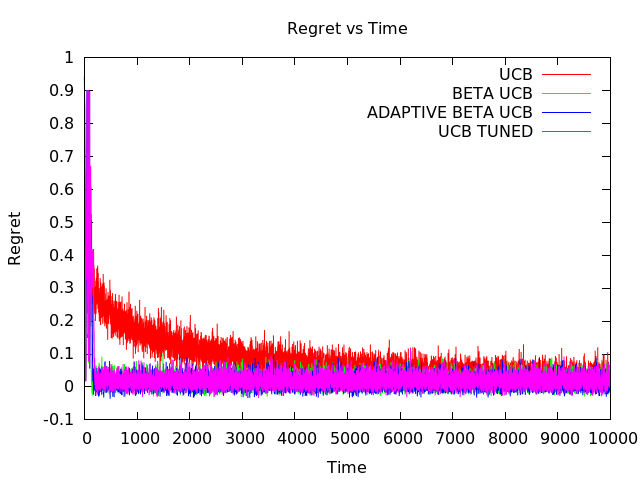 Regret vs Time
1
0.9
0.8
0.7
0.6
0.5
0.4
0.3
0.2
0.1
0
-0.1
Regret
UCB
BETA UCB
ADAPTIVE BETA UCB
UCB TUNED
0 1000 2000 3000 4000 5000 6000 7000 8000 9000 10000
Time